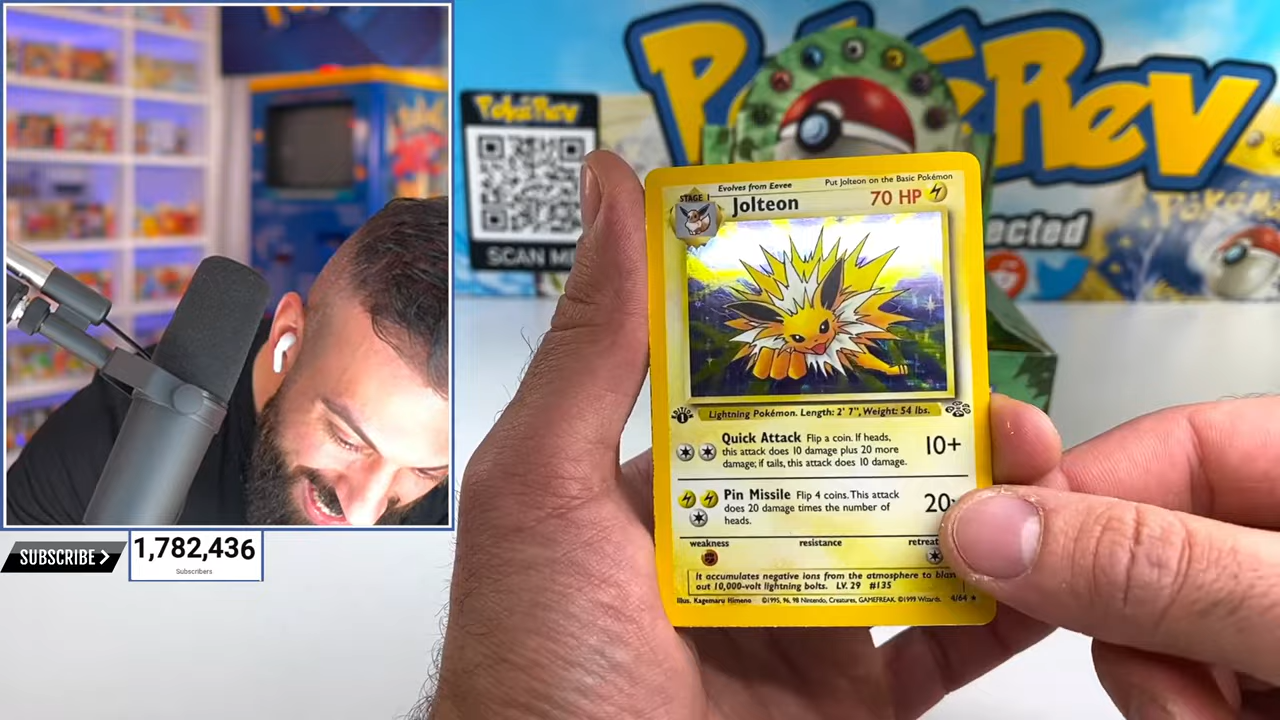 PokéRev
SCAN ME
PokéRev
ected
SUBSCRIBE
1,782,436
Subscribers
Evolves from Eevee
Put Jolteon on the Basic Pokémon
STAGE 1
Jolteon
70 HP
EDITION
1
Lightning Pokémon. Length: 2' 7", Weight: 54 lbs.
Quick Attack Flip a coin. If heads,
this attack does 10 damage plus 20 more
damage; if tails, this attack does 10 damage.
10+
Pin Missile Flip 4 coins. This attack
does 20 damage times the number of
heads.
20
weakness
resistance
retreat
It accumulates negative ions from the atmosphere to blast
out 10,000-volt lightning bolts. LV. 29 #135
Illus. Kagemaru Himeno ©1995, 96, 98 Nintendo, Creatures, GAMEFREAK. ©1999 Wizards. 4/64 ★